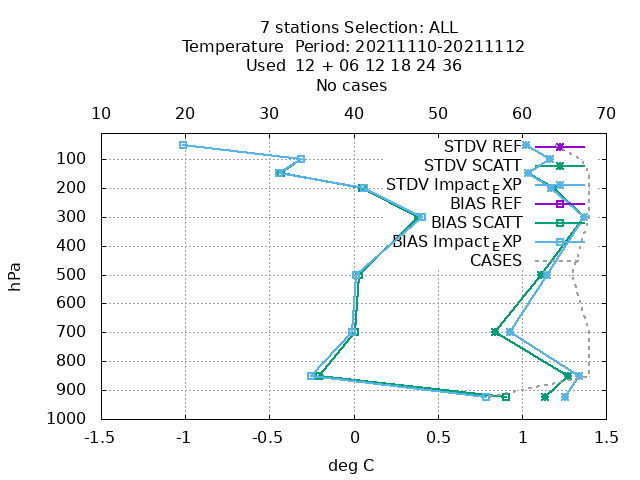 7 stations Selection: ALL
Temperature  Period: 20211110-20211112
Used  12 + 06 12 18 24 36
No cases
10 20 30 40 50 60 70
STDV REF
STDV SCATT
STDV Impact_EXP
BIAS REF
BIAS SCATT
BIAS Impact_EXP
CASES
hPa
100
200
300
400
500
600
700
800
900
1000
-1.5 -1 -0.5 0 0.5 1 1.5
deg C